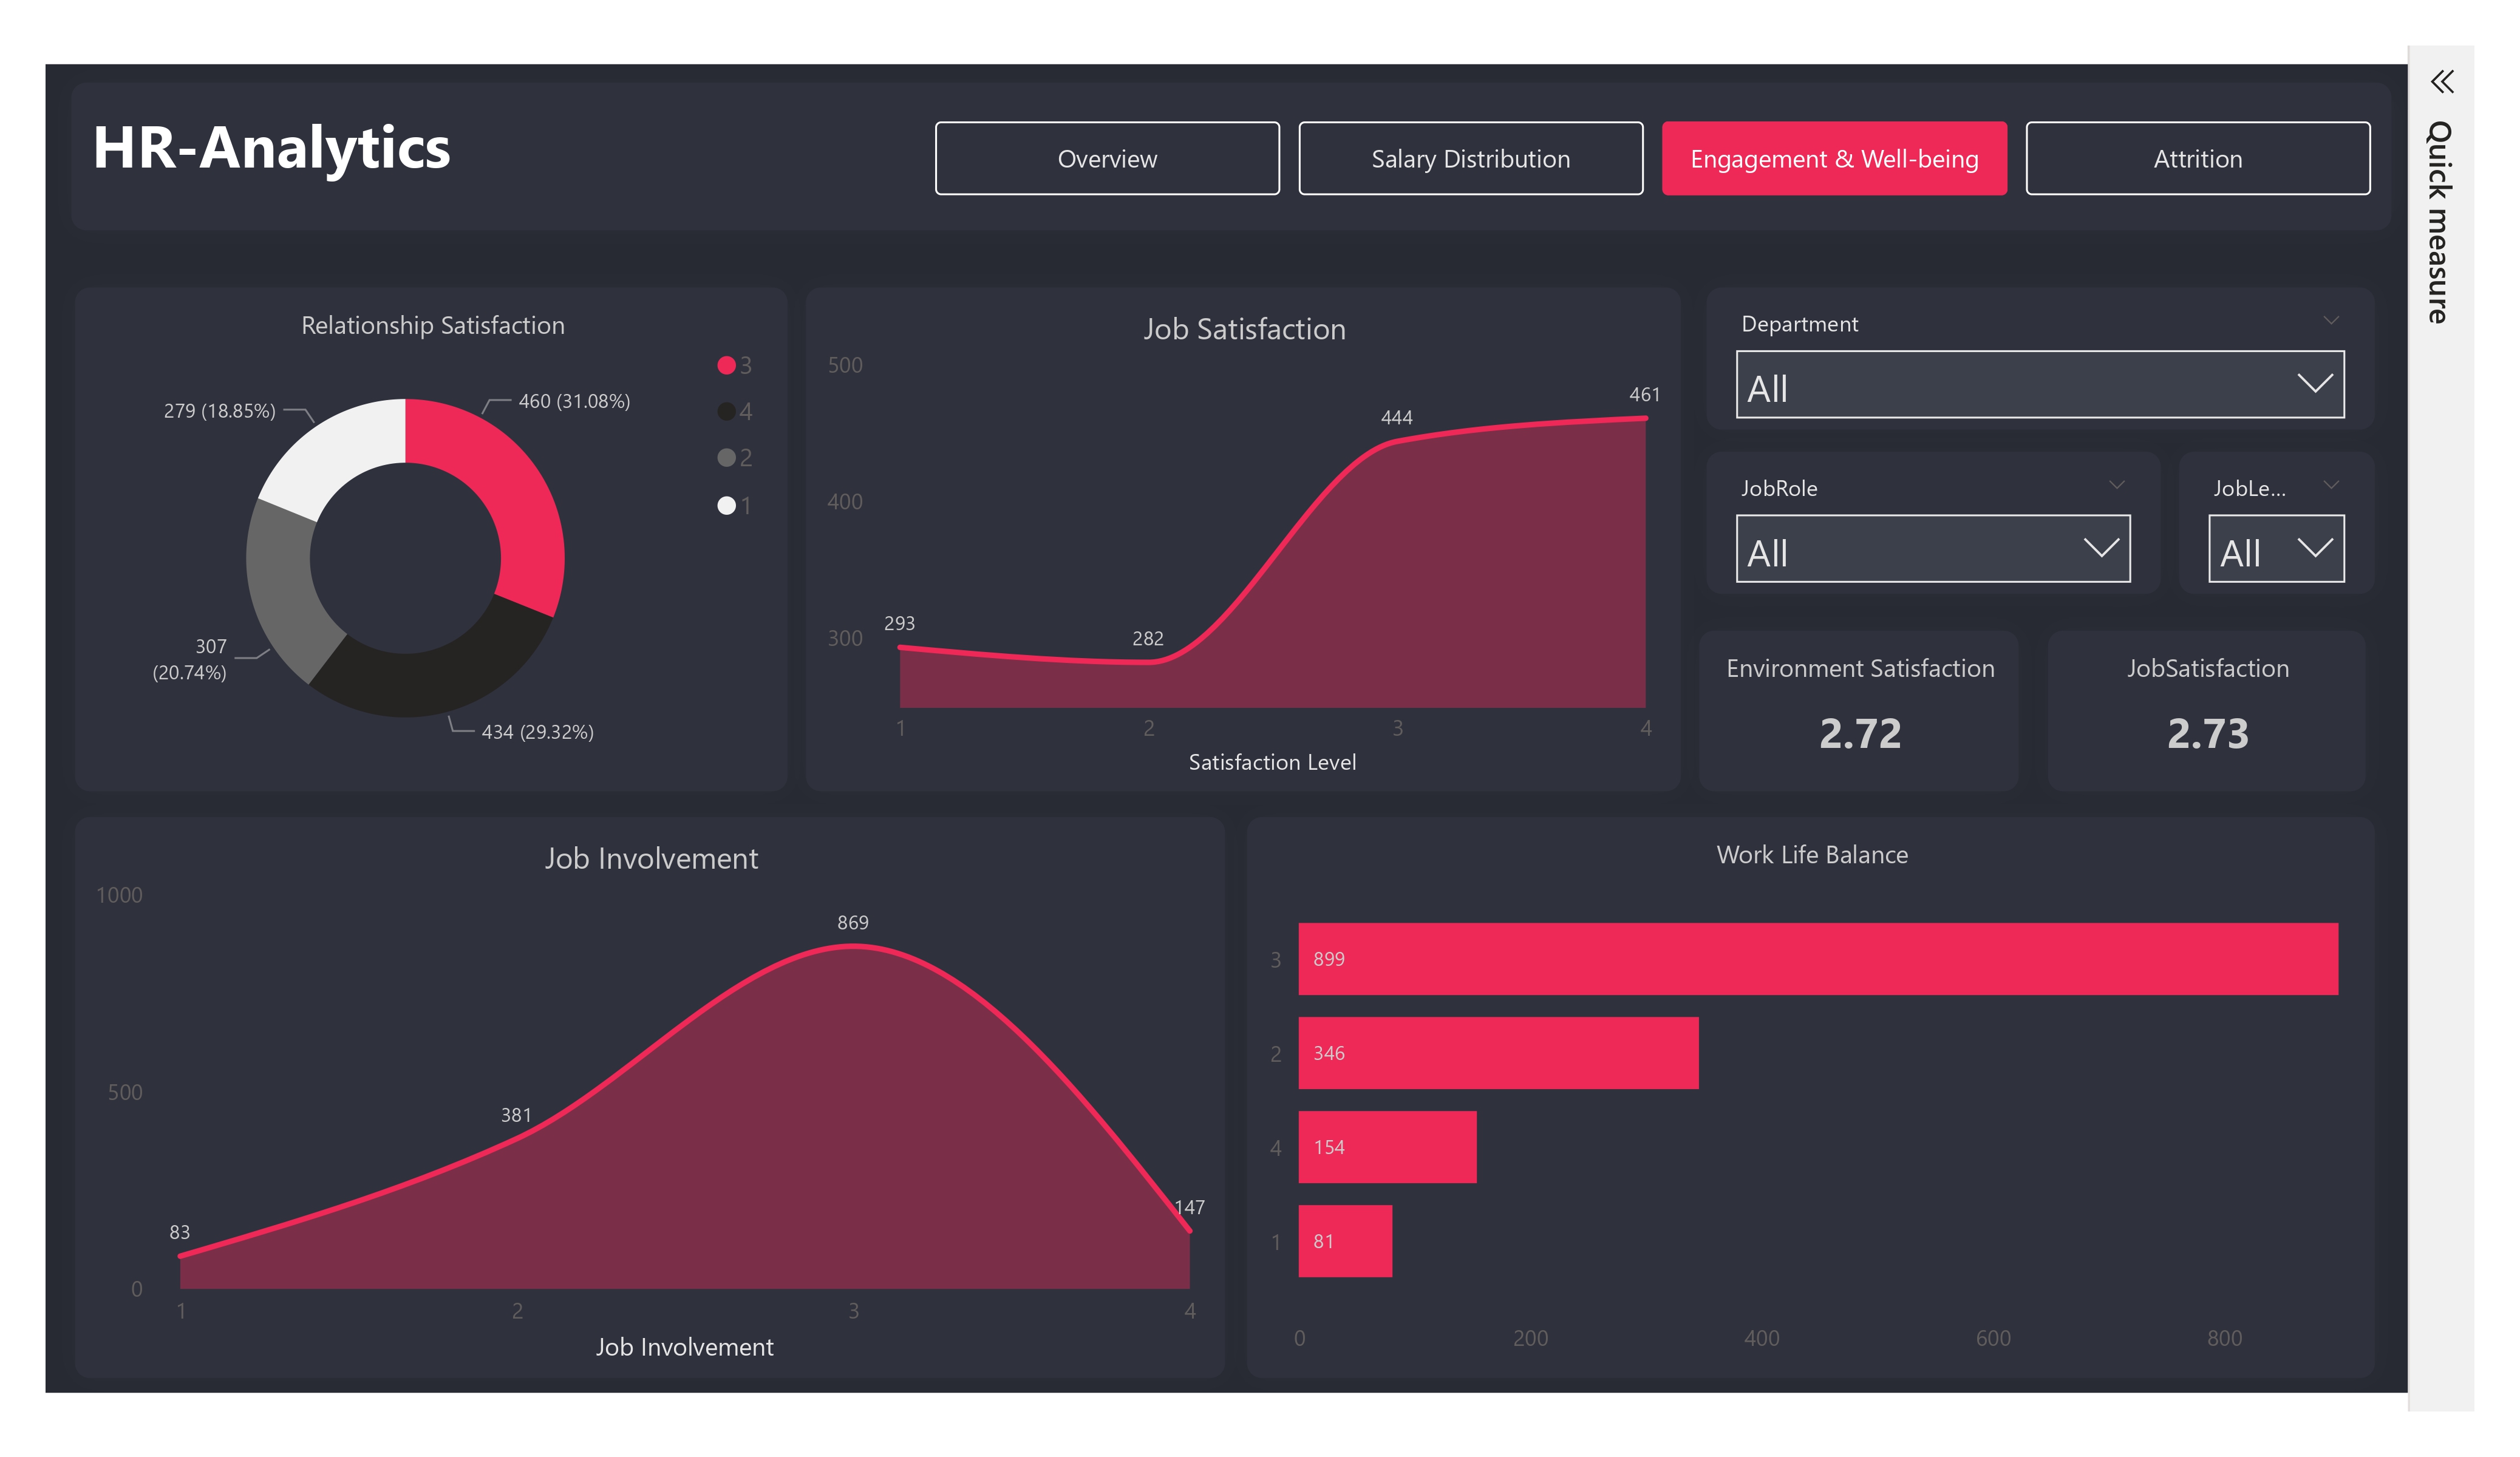 HR-Analytics
Overview
Salary Distribution
Engagement & Well-being
Attrition
Quick measure
Relationship Satisfaction
3
4
2
1
460 (31.08%)
434 (29.32%)
307
(20.74%)
279 (18.85%)
Job Satisfaction
500
400
300
293
282
444
461
1
2
3
4
Satisfaction Level
Department
All
JobRole
All
JobLe...
All
Environment Satisfaction
2.72
JobSatisfaction
2.73
Job Involvement
1000
500
0
83
381
869
147
1
2
3
4
Job Involvement
Work Life Balance
3
899
2
346
4
154
1
81
0
200
400
600
800